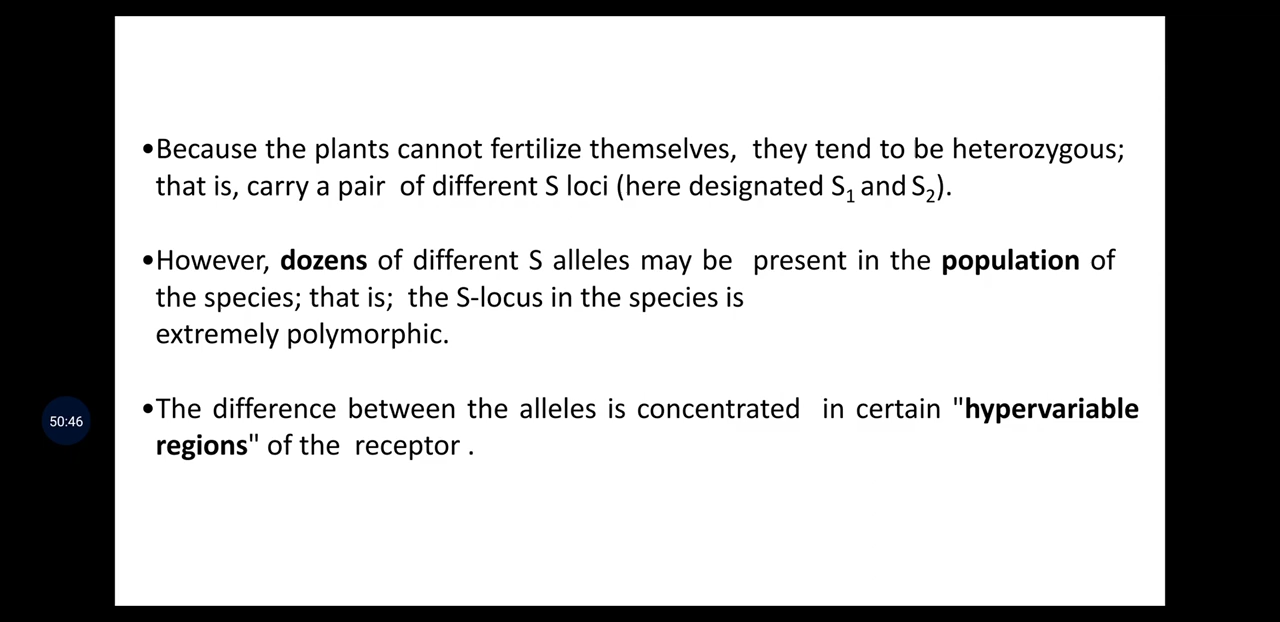 •Because the plants cannot fertilize themselves, they tend to be heterozygous;
that is, carry a pair of different S loci (here designated S₁ and S₂).
•However, dozens of different S alleles may be present in the population of
the species; that is; the S-locus in the species is
extremely polymorphic.
•The difference between the alleles is concentrated in certain "hypervariable
regions" of the receptor .
50:46